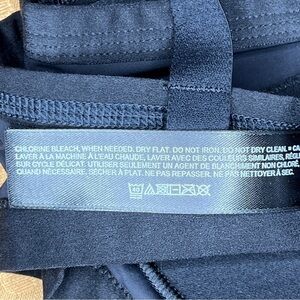 CHLORINE BLEACH, WHEN NEEDED. DRY FLAT. DO NOT IRON. DO NOT DRY CLEAN. • CA
LAVER À LA MACHINE À L'EAU CHAUDE, LAVER AVEC DES COULEURS SIMILAIRES, RÉGL
SUR CYCLE DÉLICAT. UTILISER SEULEMENT UN AGENT DE BLANCHIMENT NON CHLORÉ,
QUAND NÉCESSAIRE. SÉCHER À PLAT. NE PAS REPASSER. NE PAS NETTOYER À SEC.